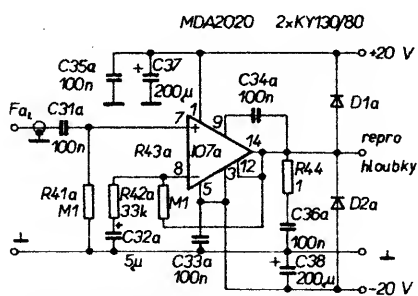 MDA2020 2xKY130/80
+20 V
C35a
100n
+ C37
200µ
C34a
100n
1
9
Fa₁
C31a
100n
7
+
R43a
IO7a
14
D1a
8
12
5
3
R44
1
repro
hloubky
R41a
M1
R42a
33k
M1
D2a
C32a
5µ
C36a
100n
C33a
100n
+
C38
200µ
-20 V